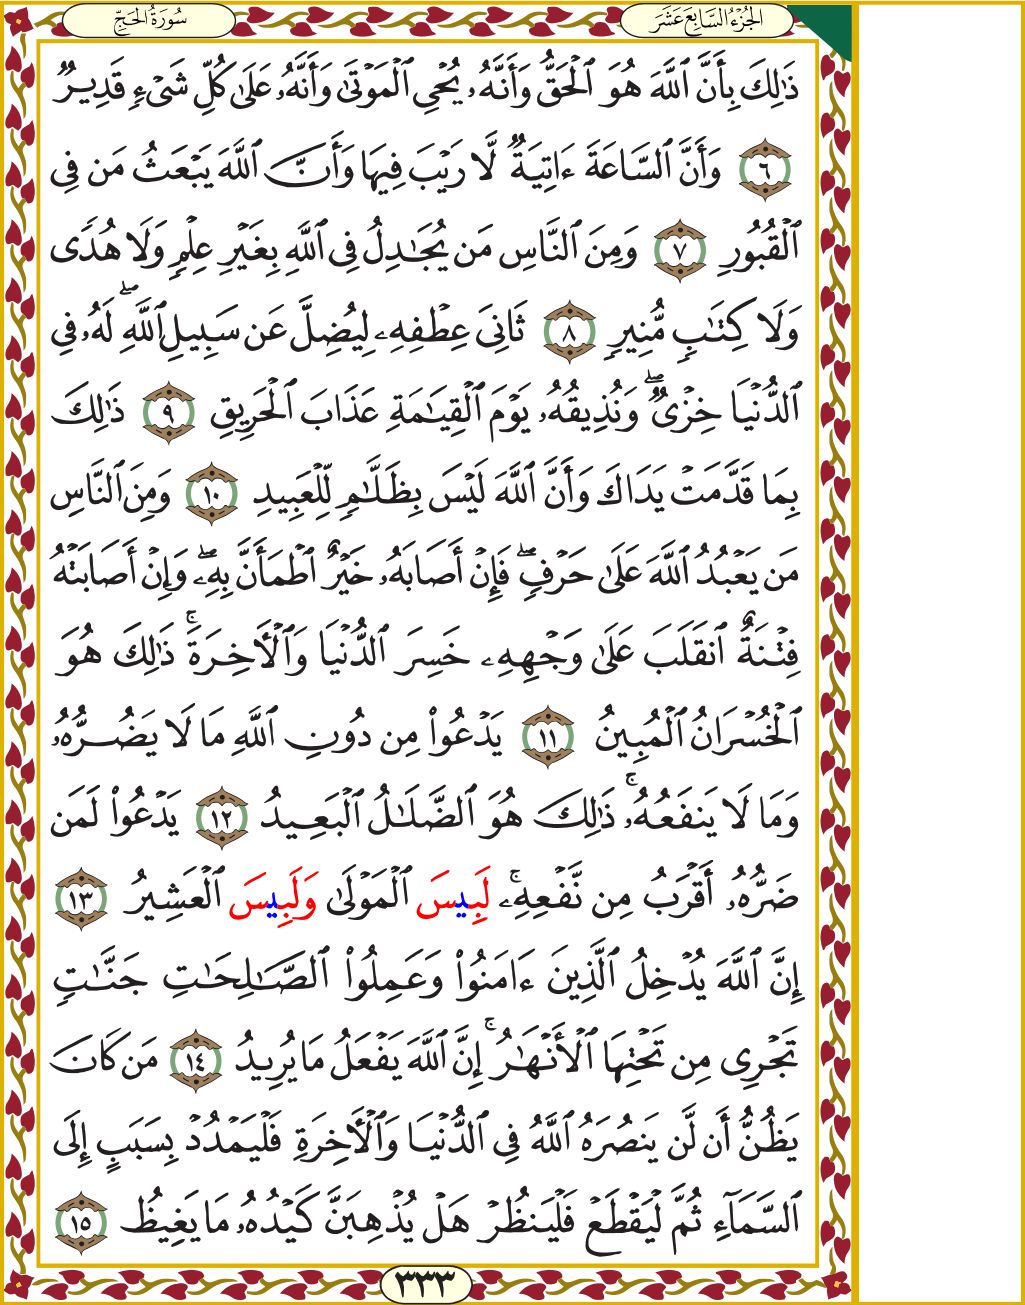 سُورَةُ الْحَجِّ
الجُزْءُ السَّابِعَ عَشَرَ
ذَٰلِكَ بِأَنَّ ٱللَّهَ هُوَ ٱلْحَقُّ وَأَنَّهُۥ يُحْيِ ٱلْمَوْتَىٰ وَأَنَّهُۥ عَلَىٰ كُلِّ شَىْءٍ قَدِيرٌ
٦ وَأَنَّ ٱلسَّاعَةَ ءَاتِيَةٌ لَّا رَيْبَ فِيهَا وَأَنَّ ٱللَّهَ يَبْعَثُ مَن فِى
ٱلْقُبُورِ ٧ وَمِنَ ٱلنَّاسِ مَن يُجَـٰدِلُ فِى ٱللَّهِ بِغَيْرِ عِلْمٍ وَلَا هُدًى
وَلَا كِتَـٰبٍ مُّنِيرٍ ٨ ثَانِىَ عِطْفِهِۦ لِيُضِلَّ عَن سَبِيلِ ٱللَّهِ ۖ لَهُۥ فِى
ٱلدُّنْيَا خِزْىٌ ۖ وَنُذِيقُهُۥ يَوْمَ ٱلْقِيَـٰمَةِ عَذَابَ ٱلْحَرِيقِ ٩ ذَٰلِكَ
بِمَا قَدَّمَتْ يَدَاكَ وَأَنَّ ٱللَّهَ لَيْسَ بِظَلَّـٰمٍ لِّلْعَبِيدِ ١٠ وَمِنَ ٱلنَّاسِ
مَن يَعْبُدُ ٱللَّهَ عَلَىٰ حَرْفٍ ۖ فَإِنْ أَصَابَهُۥ خَيْرٌ ٱطْمَأَنَّ بِهِۦ ۖ وَإِنْ أَصَابَتْهُ
فِتْنَةٌ ٱنقَلَبَ عَلَىٰ وَجْهِهِۦ خَسِرَ ٱلدُّنْيَا وَٱلْأَخِرَةَ ۚ ذَٰلِكَ هُوَ
ٱلْخُسْرَانُ ٱلْمُبِينُ ١١ يَدْعُوا۟ مِن دُونِ ٱللَّهِ مَا لَا يَضُرُّهُۥ
وَمَا لَا يَنفَعُهُۥ ۚ ذَٰلِكَ هُوَ ٱلضَّلَـٰلُ ٱلْبَعِيدُ ١٢ يَدْعُوا۟ لَمَن
ضَرُّهُۥٓ أَقْرَبُ مِن نَّفْعِهِۦ ۚ لَبِيسَ ٱلْمَوْلَىٰ وَلَبِيسَ ٱلْعَشِيرُ ١٣
إِنَّ ٱللَّهَ يُدْخِلُ ٱلَّذِينَ ءَامَنُوا۟ وَعَمِلُوا۟ ٱلصَّـٰلِحَـٰتِ جَنَّـٰتٍ
تَجْرِى مِن تَحْتِهَا ٱلْأَنْهَـٰرُ ۚ إِنَّ ٱللَّهَ يَفْعَلُ مَا يُرِيدُ ١٤ مَن كَانَ
يَظُنُّ أَن لَّن يَنصُرَهُ ٱللَّهُ فِى ٱلدُّنْيَا وَٱلْأَخِرَةِ فَلْيَمْدُدْ بِسَبَبٍ إِلَى
ٱلسَّمَآءِ ثُمَّ لْيَقْطَعْ فَلْيَنظُرْ هَلْ يُذْهِبَنَّ كَيْدُهُۥ مَا يَغِيظُ ١٥
٣٣٣